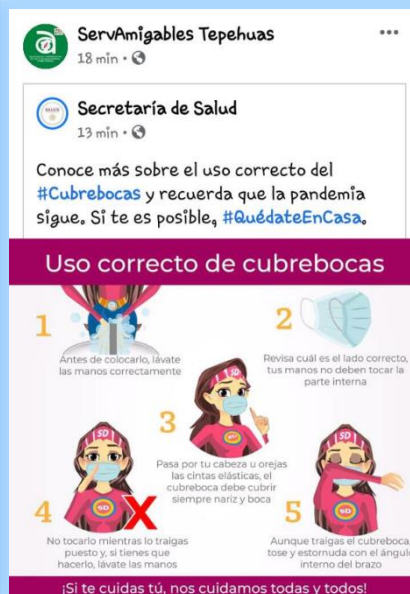 ServAmigables Tepehuas
18 min
Secretaría de Salud
13 min
Conoce más sobre el uso correcto del
#Cubrebocas y recuerda que la pandemia
sigue. Si te es posible, #QuédateEnCasa.
Uso correcto de cubrebocas
1
Antes de colocarlo, lávate
las manos correctamente
2
Revisa cuál es el lado correcto,
tus manos no deben tocar la
parte interna
3
Pasa por tu cabeza u orejas
las cintas elásticas, el
cubreboca debe cubrir
siempre nariz y boca
4
No tocarlo mientras lo traigas
puesto y, si tienes que
hacerlo, lávate las manos
5
Aunque traigas el cubreboca,
tose y estornuda con el ángulo
interno del brazo
SD
SD
SD
SD
¡Si te cuidas tú, nos cuidamos todas y todos!